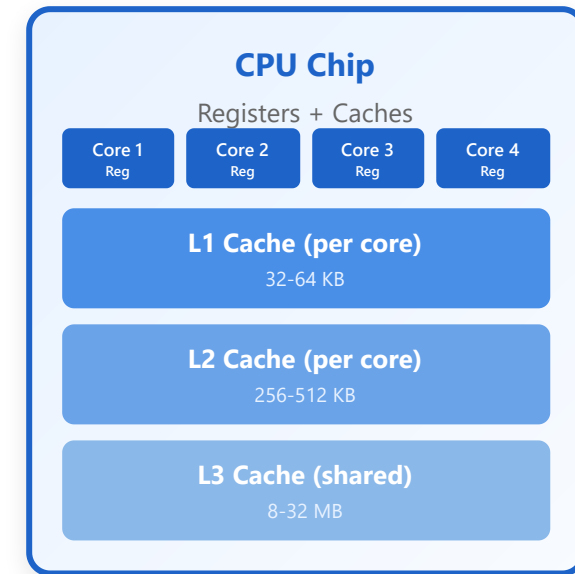 CPU Chip
Registers + Caches
Core 1 Core 2 Core 3 Core 4
Reg Reg Reg Reg
L1 Cache (per core)
32-64 KB
L2 Cache (per core)
256-512 KB
L3 Cache (shared)
8-32 MB